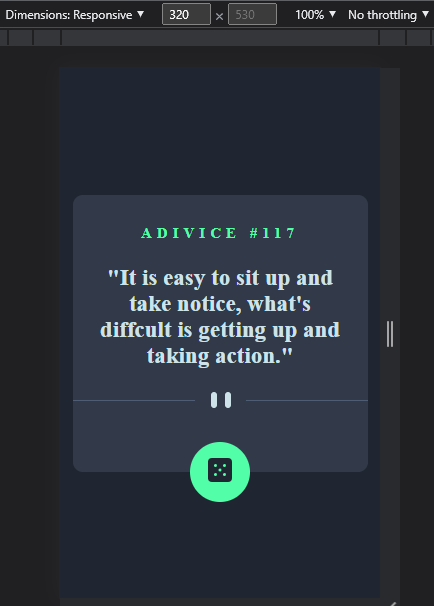 Dimensions: Responsive ▼ 320 × 530 100% ▼ No throttling ▼
ADIVICE #117
"It is easy to sit up and
take notice, what's
diffcult is getting up and
taking action."